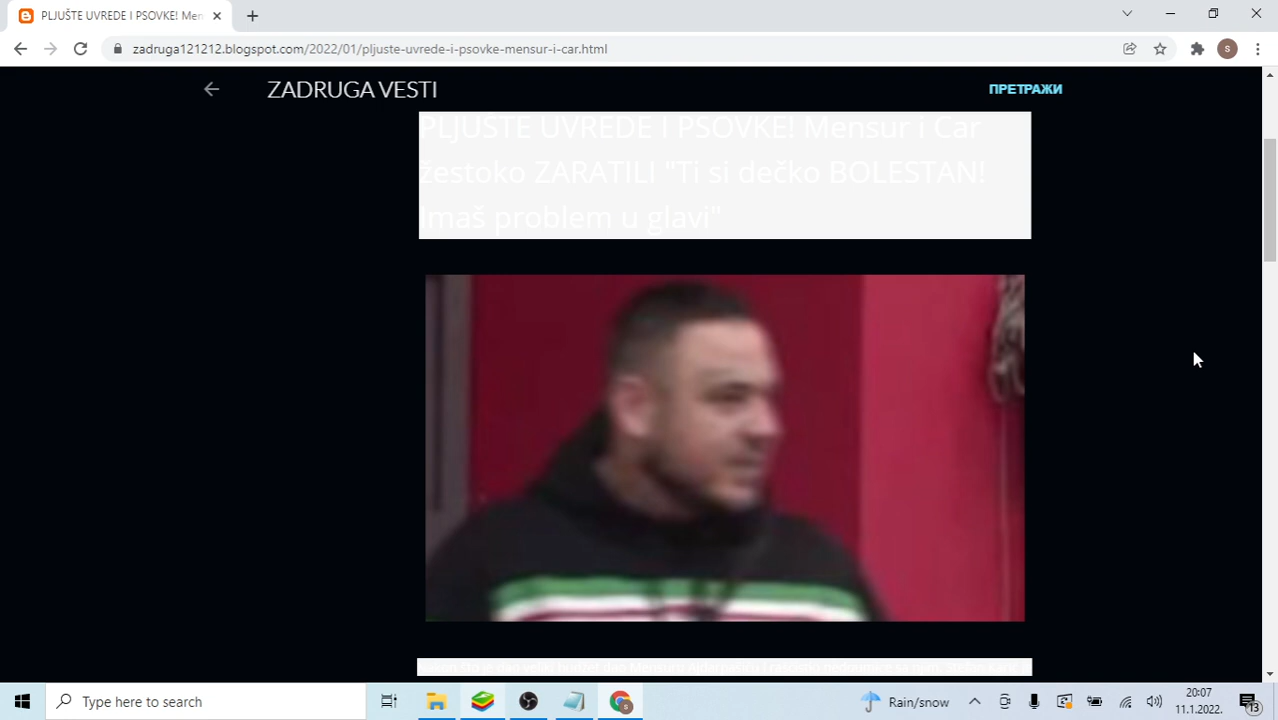 PLJUŠTE UVREDE I PSOVKE! Men
zadruga121212.blogspot.com/2022/01/pljuste-uvrede-i-psovke-mensur-i-car.html
ZADRUGA VESTI
ПРЕТРАЖИ
PLJUŠTE UVREDE I PSOVKE! Mensur i Car
žestoko ZARATILI "Ti si dečko BOLESTAN!
Imaš problem u glavi"
Type here to search
Rain/snow
20:07
11.1.2022.
13